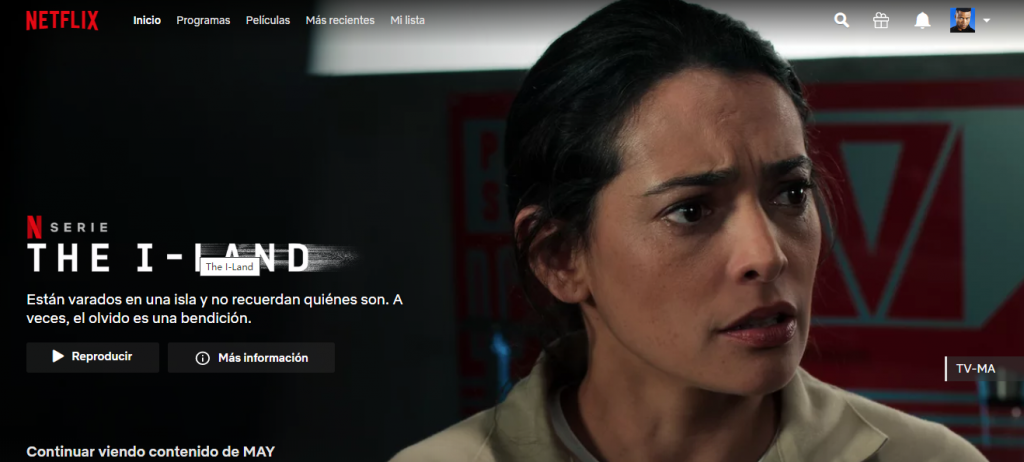 NETFLIX Inicio Programas Películas Más recientes Mi lista
N SERIE
THE I-LAND
The I-Land
Están varados en una isla y no recuerdan quiénes son. A
veces, el olvido es una bendición.
Reproducir Más información
TV-MA
Continuar viendo contenido de MAY